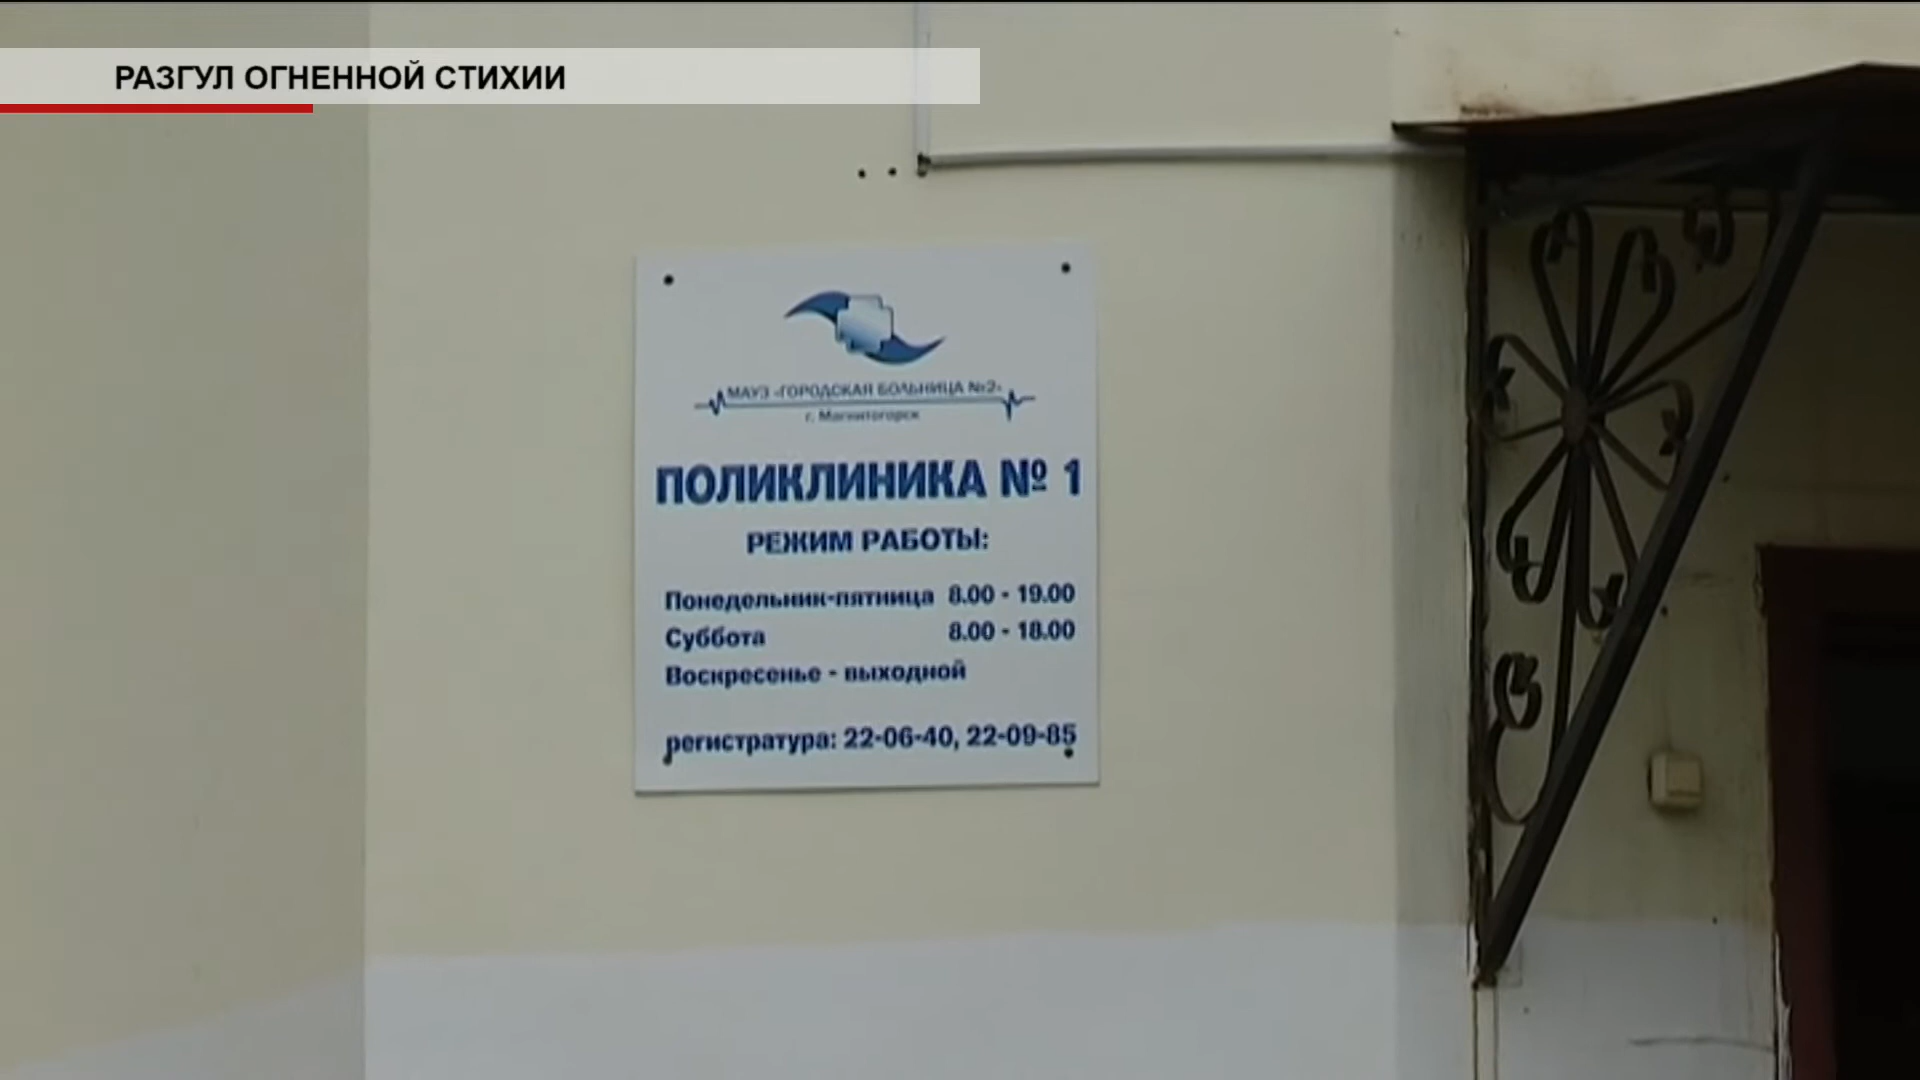 РАЗГУЛ ОГНЕННОЙ СТИХИИ
МАУЗ «ГОРОДСКАЯ БОЛЬНИЦА №2»
г. Магнитогорск
ПОЛИКЛИНИКА № 1
РЕЖИМ РАБОТЫ:
Понедельник-пятница 8.00 - 19.00
Суббота 8.00 - 18.00
Воскресенье - выходной
регистратура: 22-06-40, 22-09-85